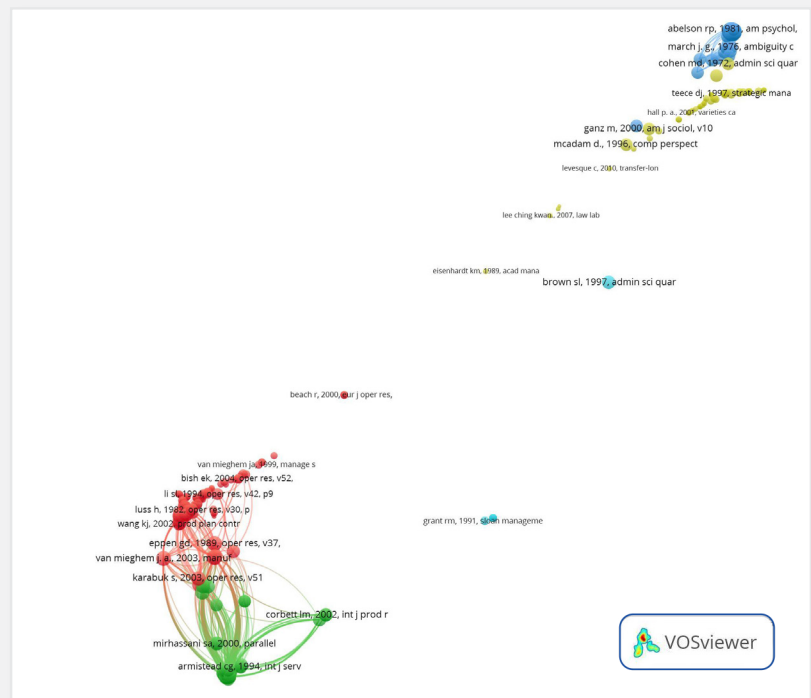 abelson rp, 1981, am psychol,
march j. g., 1976, ambiguity c
cohen md, 1972, admin sci quar
teece dj, 1997, strategic mana
hall p. a., 2001, varieties ca
ganz m, 2000, am j sociol, v10
mcadam d., 1996, comp perspect
levesque c, 2010, transfer-lon
lee ching kwan., 2007, law lab
eisenhardt km, 1989, acad mana
brown sl, 1997, admin sci quar
beach r, 2000, eur j oper res,
van mieghem ja, 1999, manage s
bish ek, 2004, oper res, v52,
li sl, 1994, oper res, v42, p9
luss h, 1982, oper res, v30, p
wang kj, 2002, prod plan contr
grant rm, 1991, sloan manageme
eppen gd, 1989, oper res, v37,
van mieghem j. a., 2003, manuf
karabuk s, 2003, oper res, v51
corbett lm, 2002, int j prod r
mirhassani sa, 2000, parallel
armistead cg, 1994, int j serv
VOSviewer